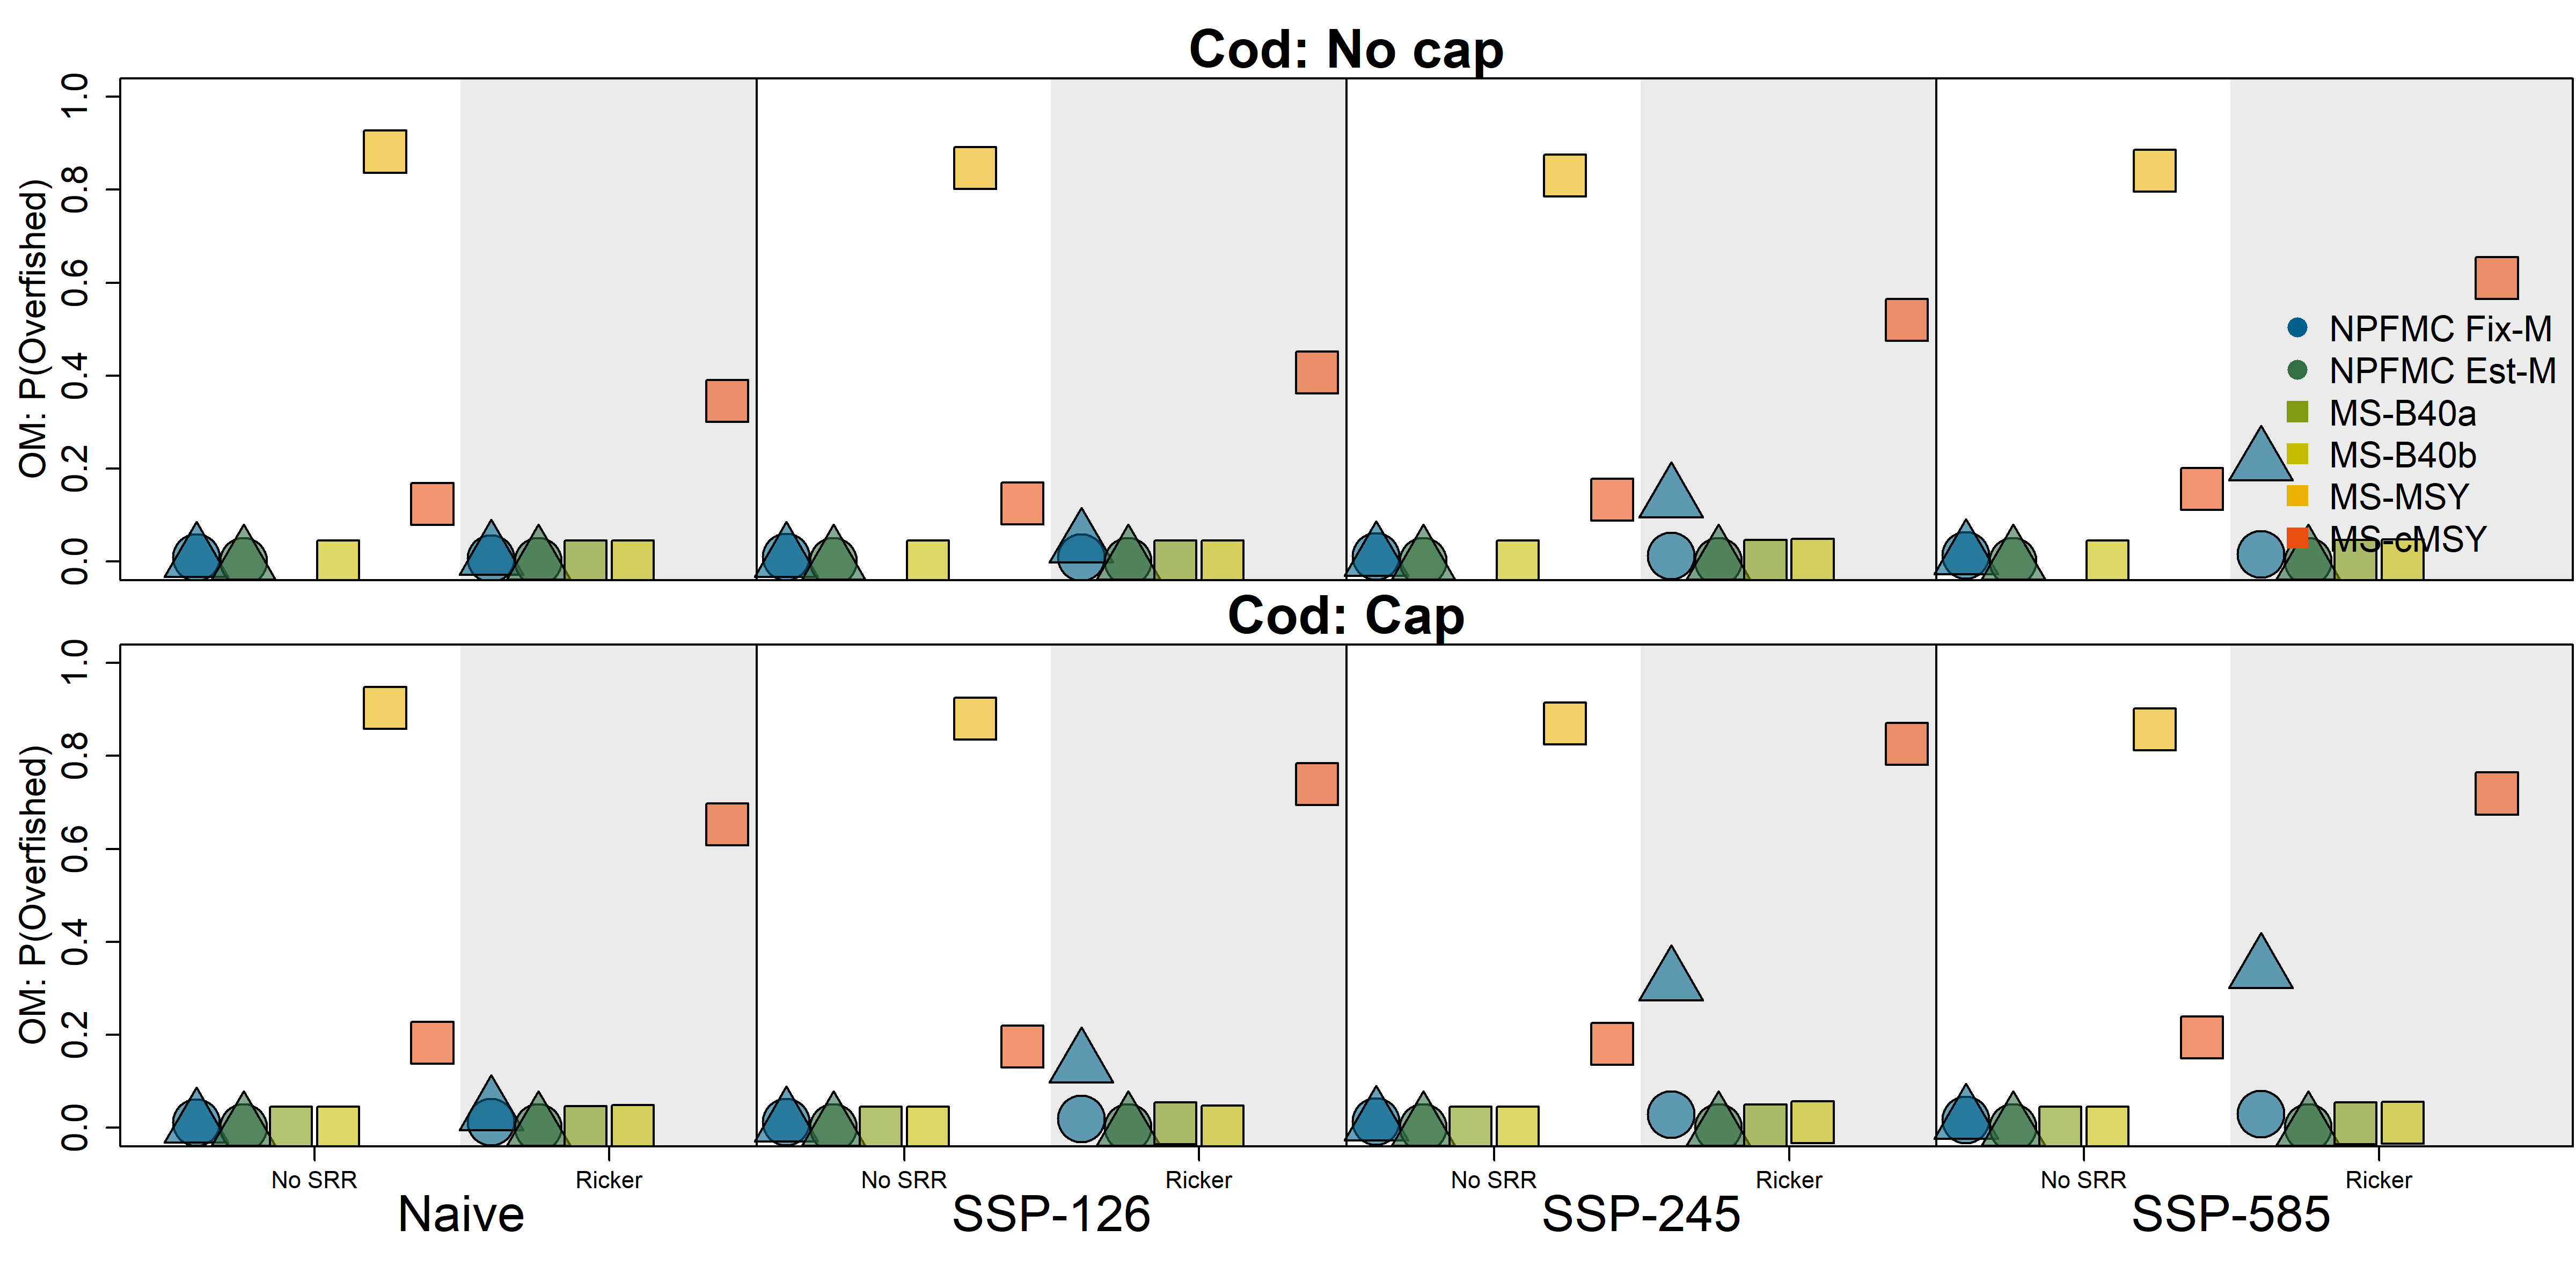 Cod: No cap
OM: P(Overfished)
1.0
0.8
0.6
0.4
0.2
0.0
NPFMC Fix-M
NPFMC Est-M
MS-B40a
MS-B40b
MS-MSY
MS-cMSY
Cod: Cap
OM: P(Overfished)
1.0
0.8
0.6
0.4
0.2
0.0
No SRR Ricker No SRR Ricker No SRR Ricker No SRR Ricker
Naive SSP-126 SSP-245 SSP-585